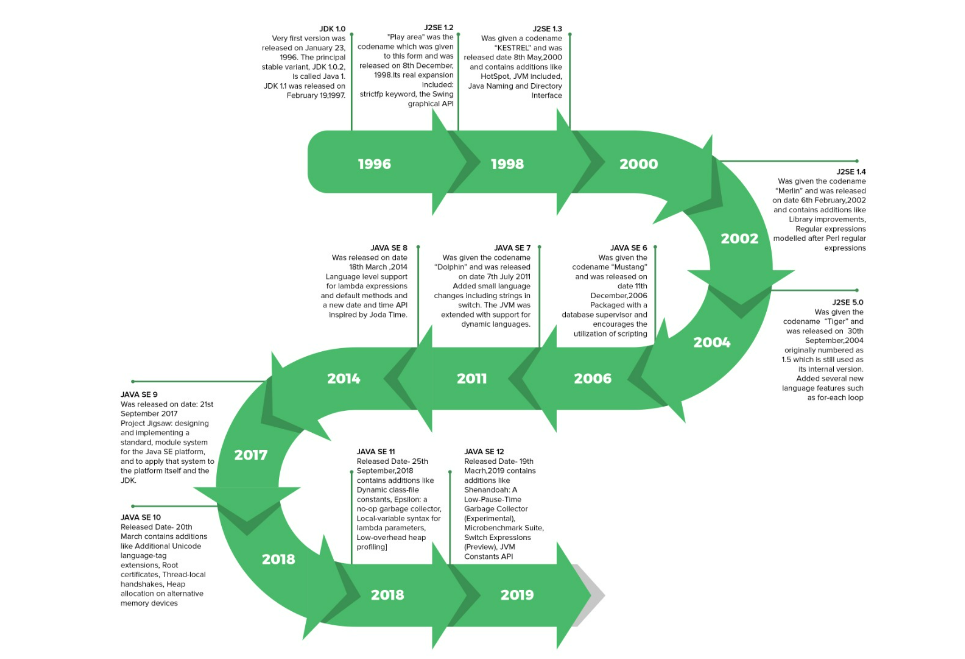 JDK 1.0
Very first version was
released on January 23,
1996. The principal
stable variant, JDK 1.0.2,
is called Java 1.
JDK 1.1 was released on
February 19,1997.
J2SE 1.2
"Play area" was the
codename which was given
to this form and was
released on 8th December,
1998.Its real expansion
included:
strictfp keyword, the Swing
graphical API
J2SE 1.3
Was given a codename
"KESTREL" and was
released date 8th May,2000
and contains additions like
HotSpot, JVM Included,
Java Naming and Directory
Interface
1996
1998
2000
J2SE 1.4
Was given the codename
"Merlin" and was released
on date 6th February,2002
and contains additions like
Library improvements,
Regular expressions
modelled after Perl regular
expressions
2002
J2SE 5.0
Was given the
codename "Tiger" and
was released on 30th
September,2004
originally numbered as
1.5 which is still used as
its internal version.
Added several new
language features such
as for-each loop
2004
JAVA SE 6
Was given the
codename "Mustang"
and was released on
date 11th
December,2006
Packaged with a
database supervisor and
encourages the
utilization of scripting
JAVA SE 7
Was given the codename
"Dolphin" and was released
on date 7th July 2011
Added small language
changes including strings in
switch. The JVM was
extended with support for
dynamic languages.
JAVA SE 8
Was released on date
18th March ,2014
Language level support
for lambda expressions
and default methods and
a new date and time API
inspired by Joda Time.
2006
2011
2014
JAVA SE 9
Was released on date: 21st
September 2017
Project Jigsaw: designing
and implementing a
standard, module system
for the Java SE platform,
and to apply that system to
the platform itself and the
JDK.
2017
JAVA SE 10
Released Date- 20th
March contains additions
like Additional Unicode
language-tag
extensions, Root
certificates, Thread-local
handshakes, Heap
allocation on alternative
memory devices
2018
JAVA SE 11
Released Date- 25th
September,2018
contains additions like
Dynamic class-file
constants, Epsilon: a
no-op garbage collector,
Local-variable syntax for
lambda parameters,
Low-overhead heap
profiling]
JAVA SE 12
Released Date- 19th
Macrh,2019 contains
additions like
Shenandoah: A
Low-Pause-Time
Garbage Collector
(Experimental),
Microbenchmark Suite,
Switch Expressions
(Preview), JVM
Constants API
2018
2019